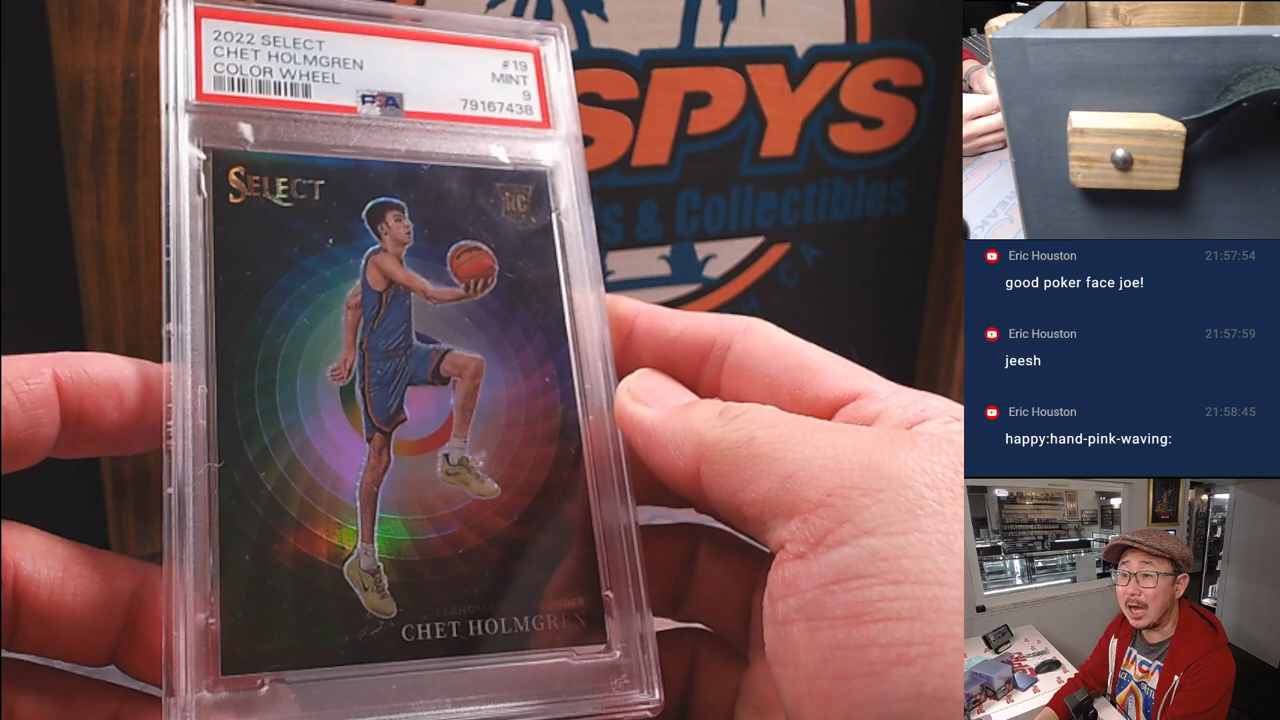 2022 SELECT
CHET HOLMGREN
COLOR WHEEL
#19
MINT
9
79167438
PSA
SELECT
RC
CHET HOLMGREN
SPYS
s & Collectibles
CA
Eric Houston 21:57:54
good poker face joe!
Eric Houston 21:57:59
jeesh
Eric Houston 21:58:45
happy:hand-pink-waving: